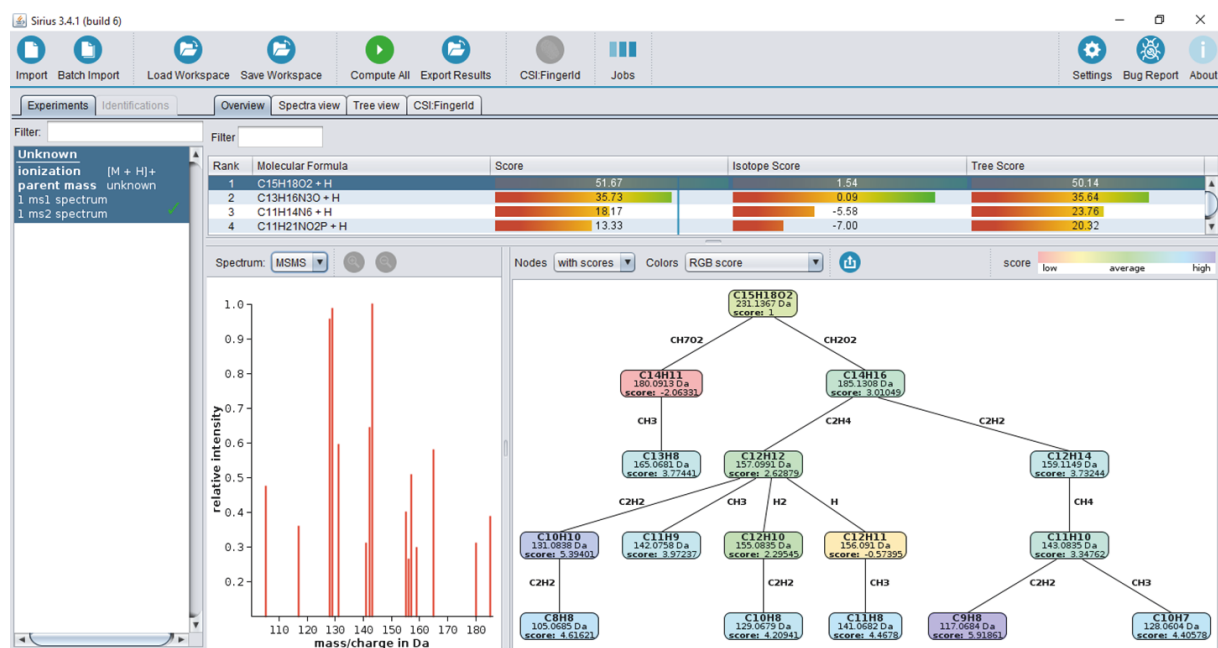 Sirius 3.4.1 (build 6)
Import Batch Import Load Workspace Save Workspace Compute All Export Results CSI:FingerId Jobs Settings Bug Report About
Experiments Identifications Overview Spectra view Tree view CSI:FingerId
Filter: Filter
Unknown
ionization [M + H]+
parent mass unknown
1 ms1 spectrum
1 ms2 spectrum
Rank Molecular Formula Score Isotope Score Tree Score
1 C15H18O2 + H 51.67 1.54 50.14
2 C13H16N3O + H 35.73 0.09 35.64
3 C11H14N6 + H 18.17 -5.58 23.76
4 C11H21NO2P + H 13.33 -7.00 20.32
Spectrum: MSMS Nodes with scores Colors RGB score score low average high
1.0
0.9
0.8
0.7
0.6
0.5
0.4
0.3
0.2
relative intensity
110 120 130 140 150 160 170 180
mass/charge in Da
C15H18O2
231.1367 Da
score: 1
CH7O2 CH2O2
C14H11
180.0913 Da
score: -2.06331
C14H16
185.1308 Da
score: 3.01049
CH3 C2H4 C2H2
C13H8
165.0681 Da
score: 3.77441
C12H12
157.0991 Da
score: 2.62879
C12H14
159.1149 Da
score: 3.73244
C2H2 CH3 H2 H CH4
C10H10
131.0838 Da
score: 5.39401
C11H9
142.0758 Da
score: 3.97237
C12H10
155.0835 Da
score: 2.29545
C12H11
156.091 Da
score: -0.57395
C11H10
143.0835 Da
score: 3.34762
C2H2 C2H2 CH3 C2H2 CH3
C8H8
105.0685 Da
score: 4.61621
C10H8
129.0679 Da
score: 4.20941
C11H8
141.0682 Da
score: 4.4678
C9H8
117.0684 Da
score: 5.91861
C10H7
128.0604 Da
score: 4.40578